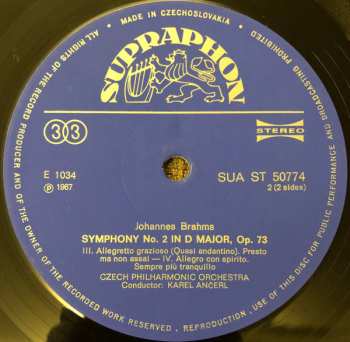 MADE IN CZECHOSLOVAKIA
ALL RIGHTS OF THE RECORD PRODUCER AND OF THE OWNER OF THE RECORDED WORK RESERVED . REPRODUCTION . USE OF THIS DISC FOR PUBLIC PERFORMANCE AND BROADCASTING PROHIBITED
SUPRAPHON
33
STEREO
E 1034
SUA ST 50774
℗ 1967
2 (2 sides)
Johannes Brahms
SYMPHONY No. 2 IN D MAJOR, Op. 73
III. Allegretto grazioso (Quasi andantino). Presto
ma non assai — IV. Allegro con spirito.
Sempre più tranquillo
CZECH PHILHARMONIC ORCHESTRA
Conductor: KAREL ANCERL